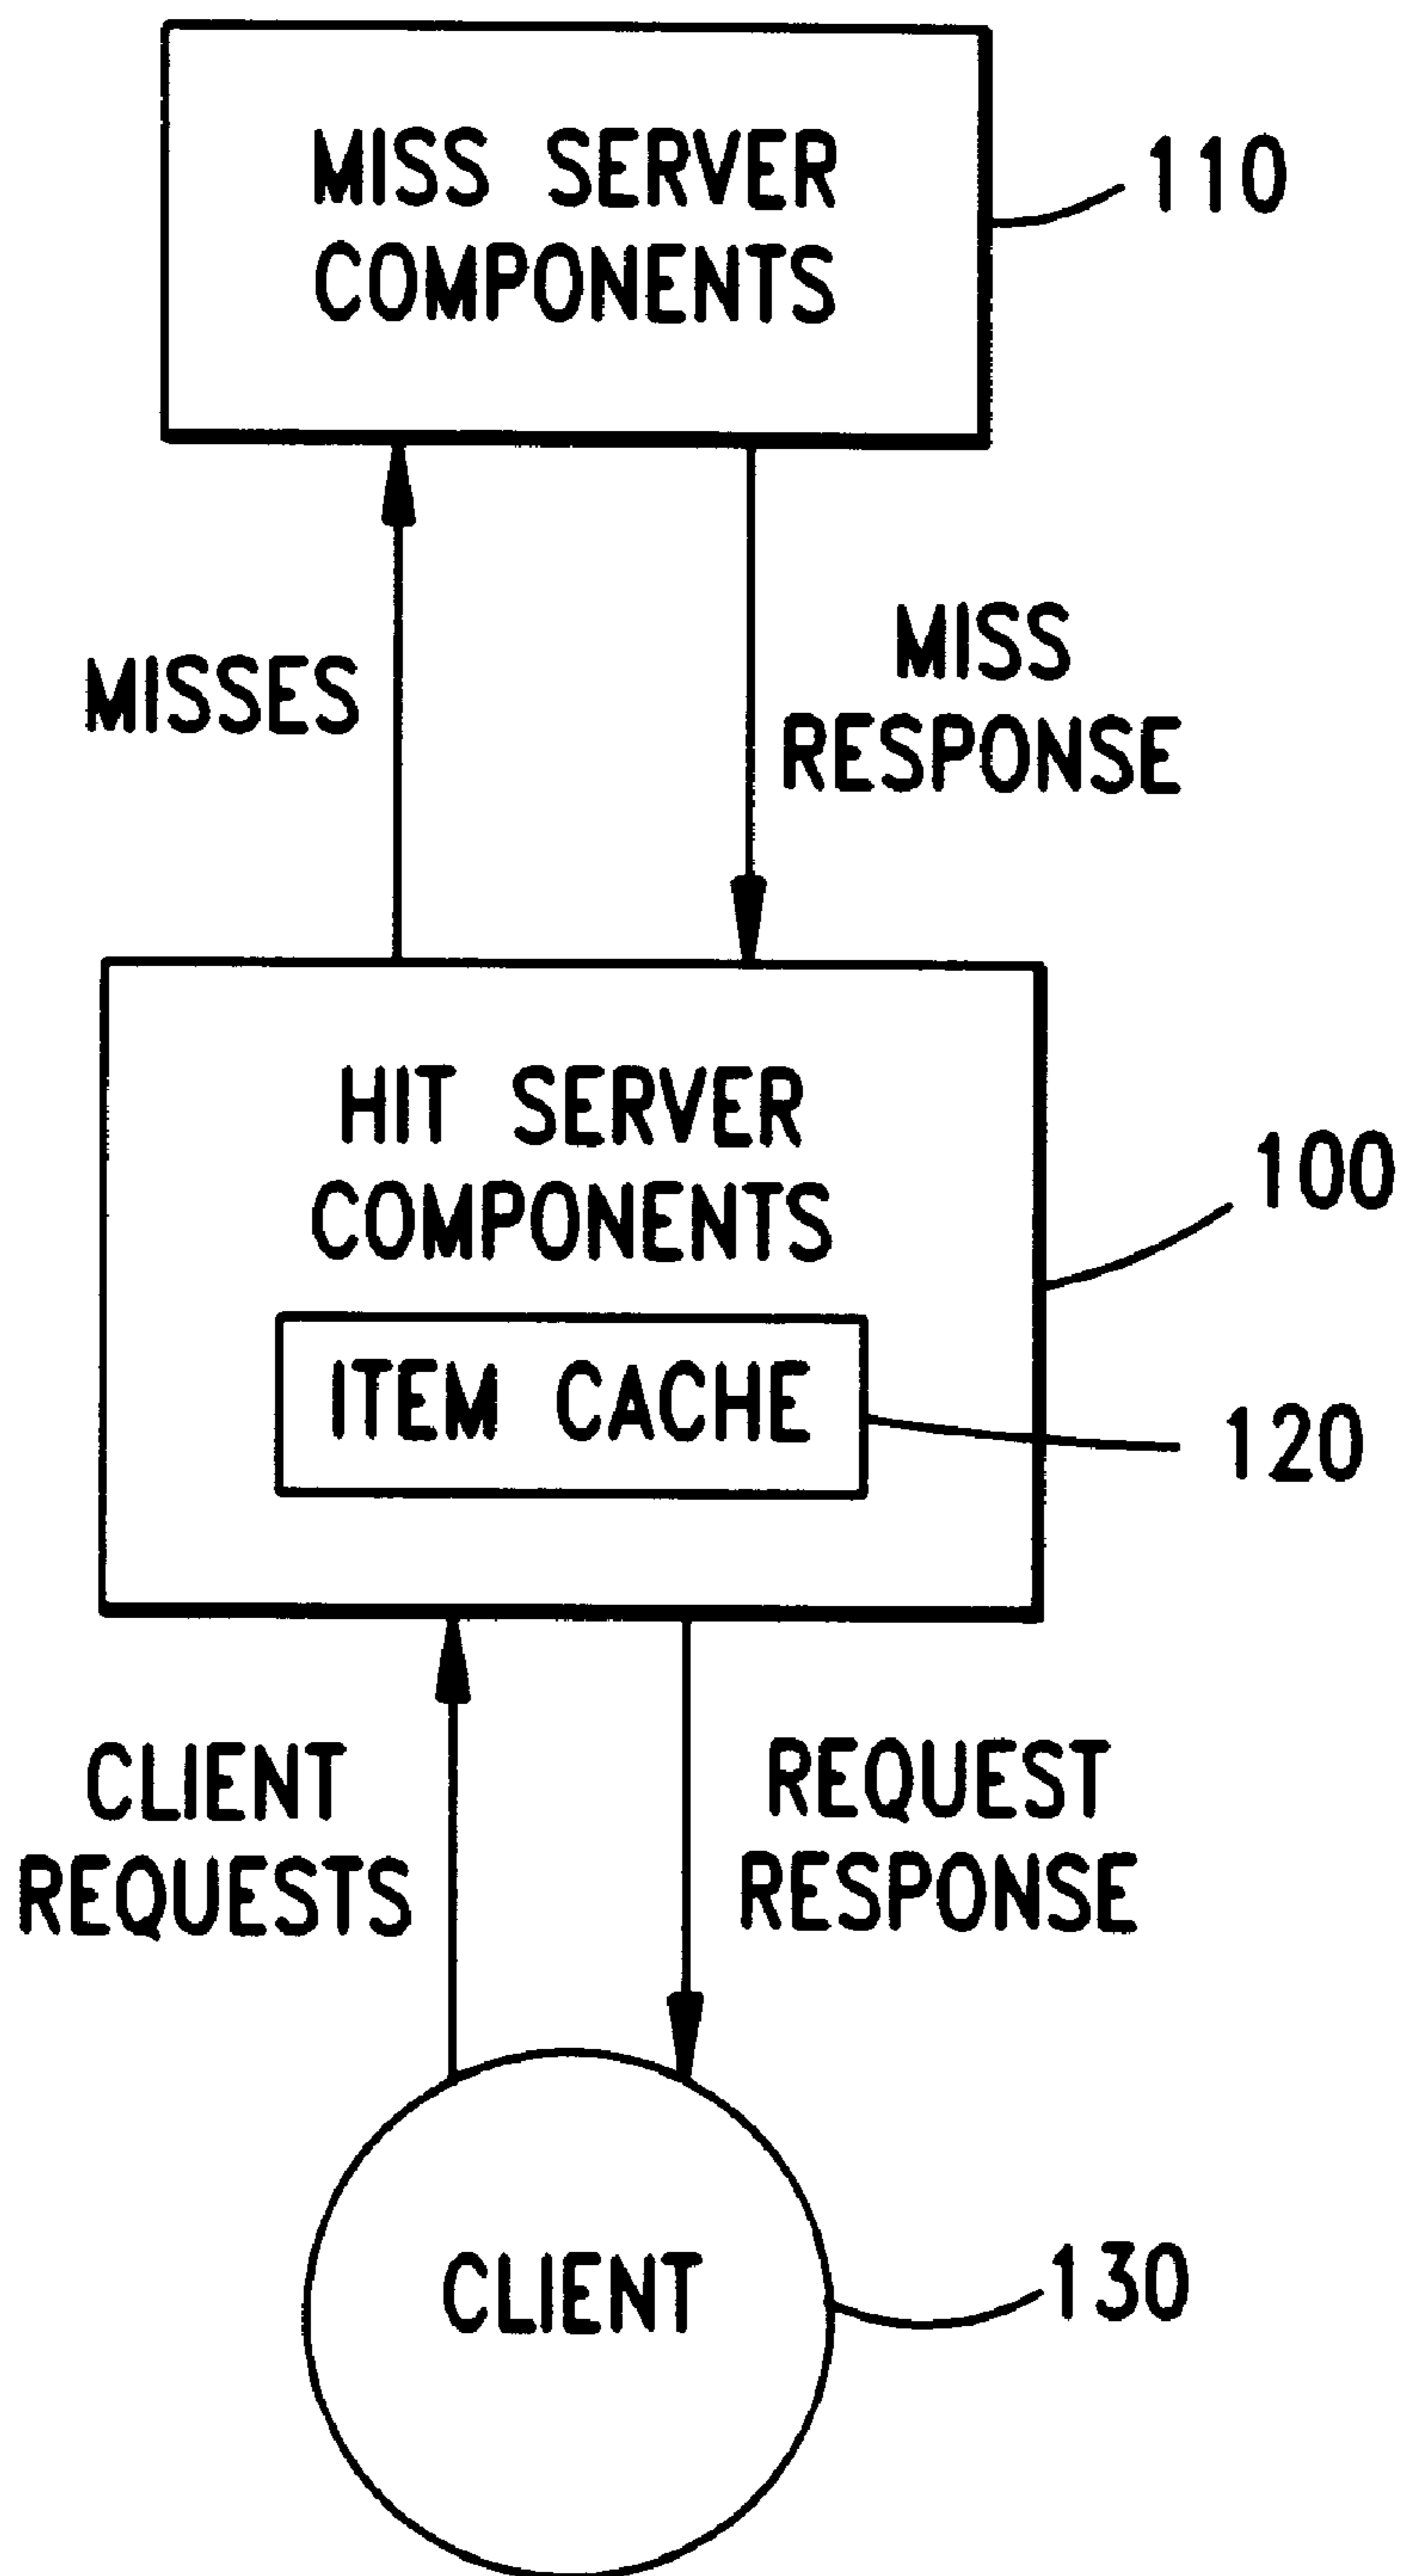 MISS SERVER
COMPONENTS
110
MISSES
MISS
RESPONSE
HIT SERVER
COMPONENTS
100
ITEM CACHE
120
CLIENT
REQUESTS
REQUEST
RESPONSE
CLIENT
130